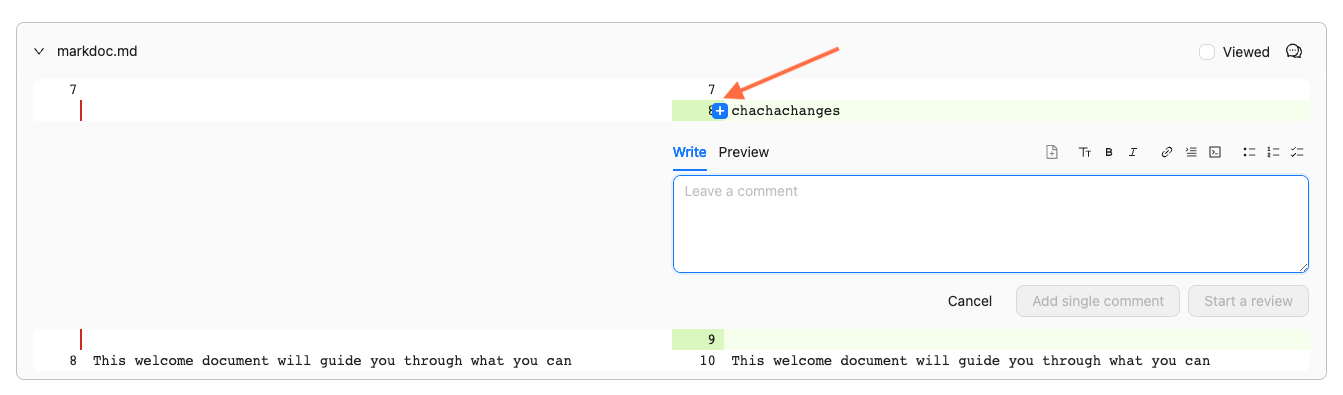 markdoc.md
Viewed
7 7
8 chachachanges
Write Preview
Leave a comment
Cancel Add single comment Start a review
9
8 This welcome document will guide you through what you can 10 This welcome document will guide you through what you can